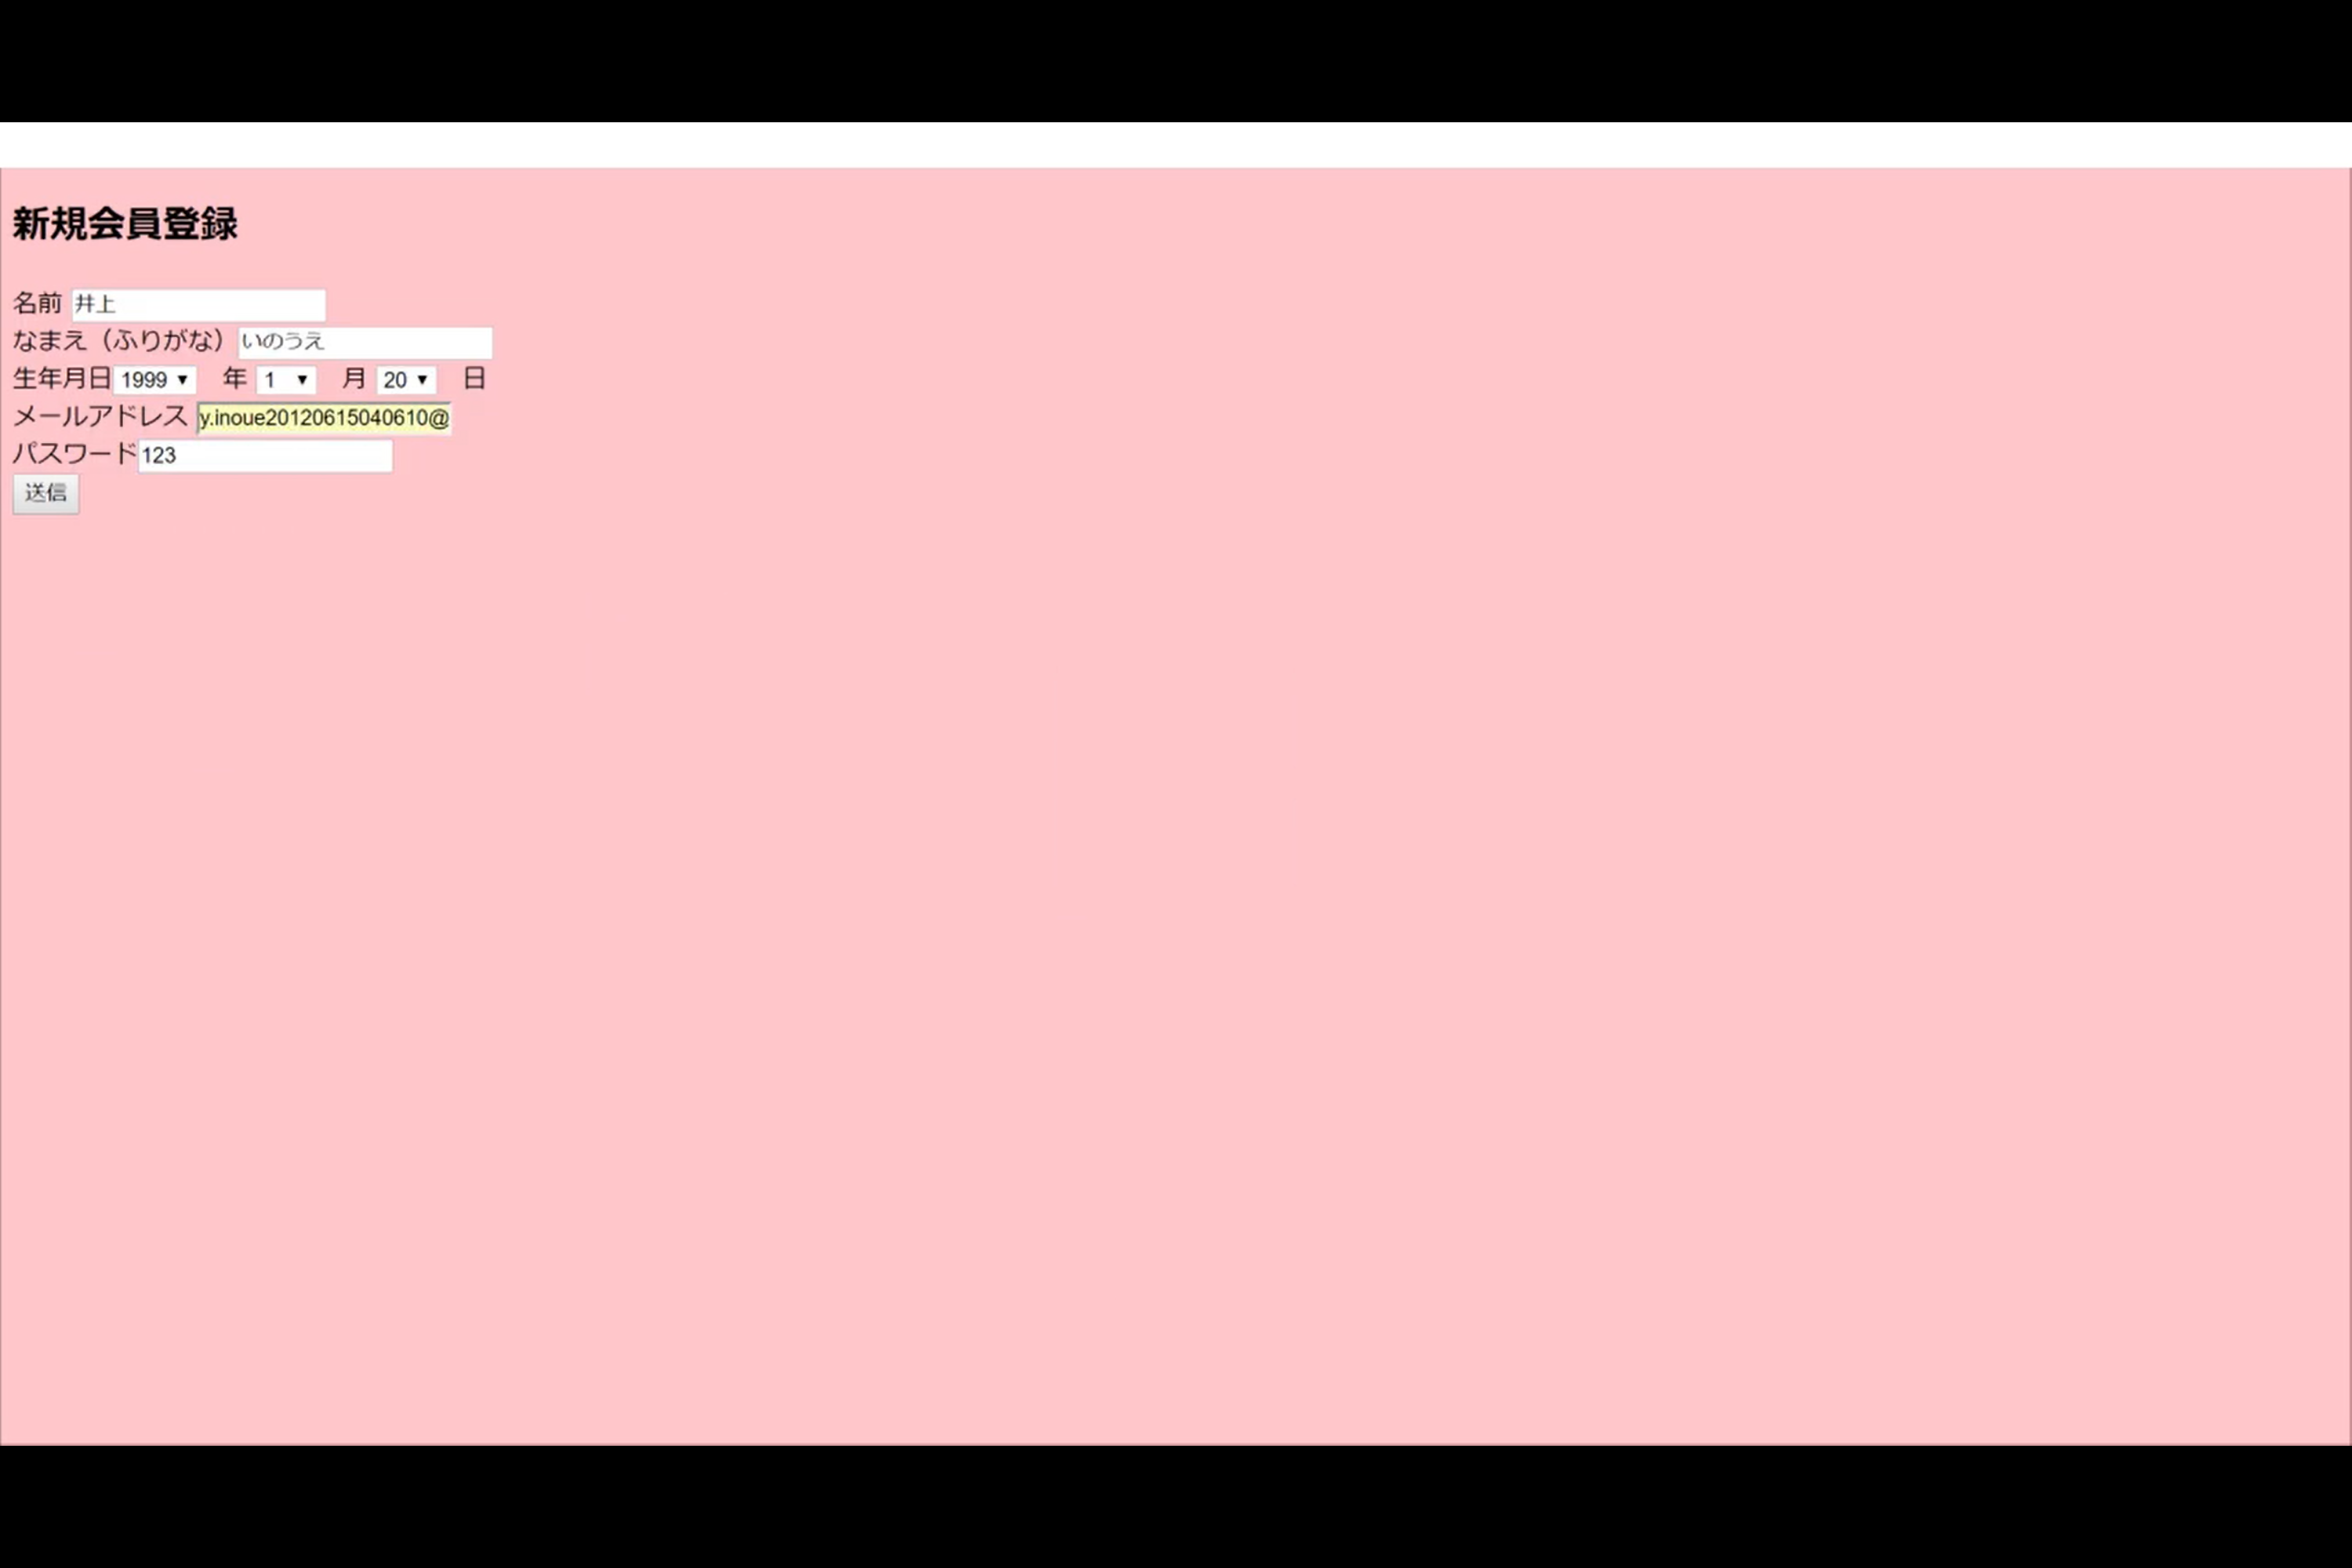 新規会員登録
名前 井上
なまえ（ふりがな） いのうえ
生年月日 1999 ▼ 年 1 ▼ 月 20 ▼ 日
メールアドレス y.inoue20120615040610@
パスワード 123
送信